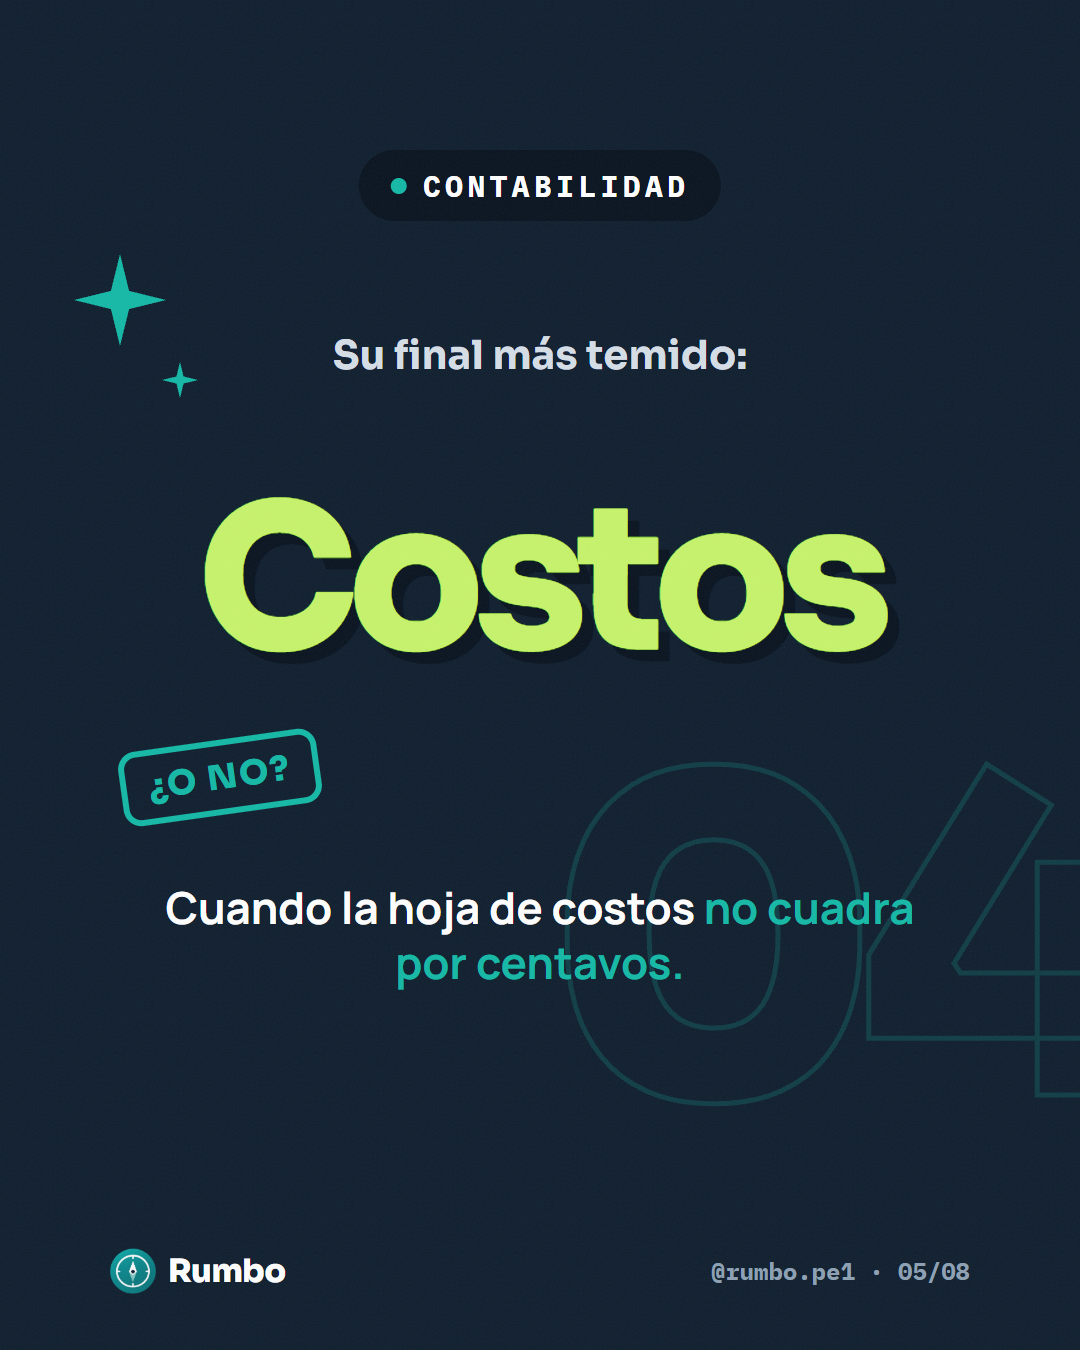 CONTABILIDAD
Su final más temido:
Costos
¿O NO?
04
Cuando la hoja de costos no cuadra
por centavos.
Rumbo
@rumbo.pe1 · 05/08